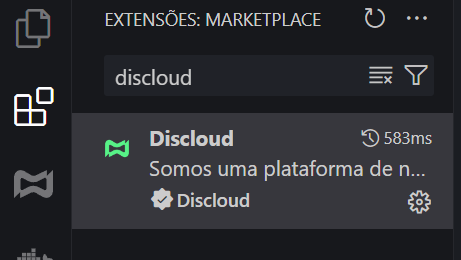 EXTENSÕES: MARKETPLACE
discloud
Discloud 583ms
Somos uma plataforma de n...
Discloud